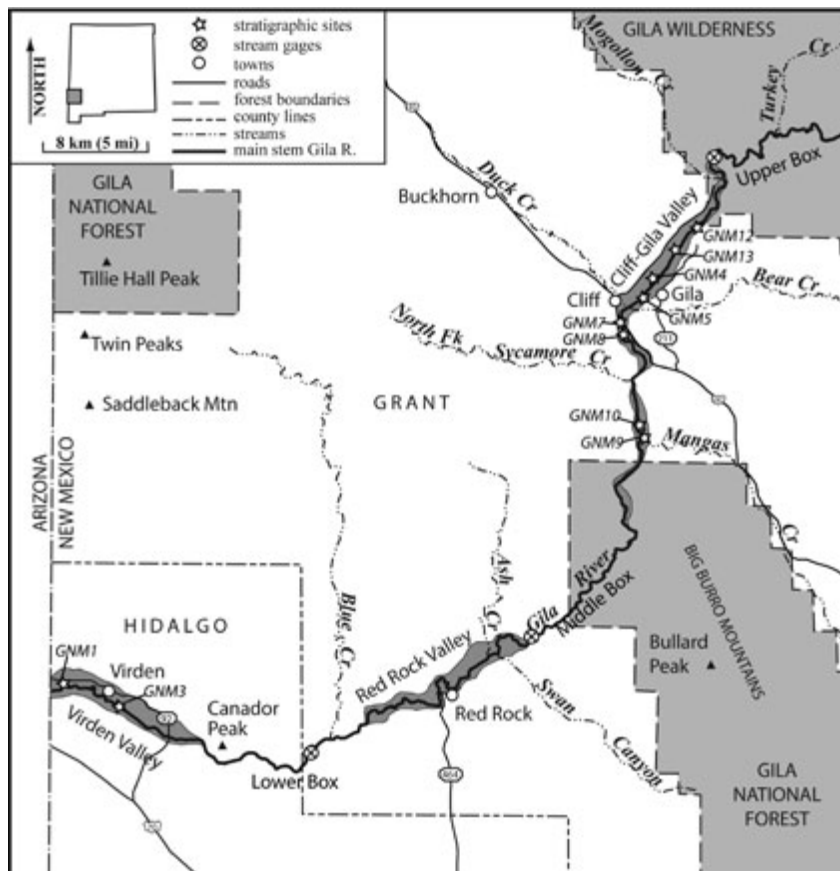 stratigraphic sites
stream gages
towns
roads
forest boundaries
county lines
streams
main stem Gila R.
NORTH
8 km (5 mi)
GILA WILDERNESS
Mogollon Cr
Turkey
Cr
Upper Box
GILA
NATIONAL
FOREST
Tillie Hall Peak
Twin Peaks
Saddleback Mtn
Buckhorn
Duck Cr
Cliff-Gila Valley
GNM12
GNM13
GNM4
Bear Cr
Cliff
Gila
GNM5
GNM7
GNM8
North Fk
Sycamore Cr
GRANT
GNM10
GNM9
Mangas
Cr
ARIZONA
NEW MEXICO
BIG BURRO MOUNTAINS
Bullard
Peak
Ash
Cr
Gila
River
Middle Box
Blue Cr
HIDALGO
Red Rock Valley
Red Rock
Swan
Canyon
GNM1
Virden
GNM3
92
Virden Valley
Canador
Peak
Lower Box
464
GILA
NATIONAL
FOREST